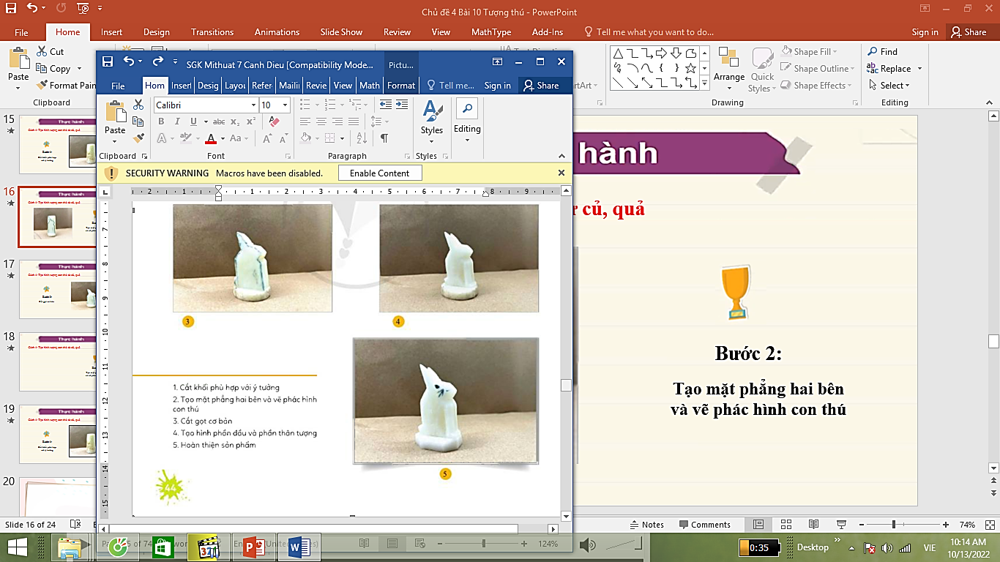 Chủ đề 4 Bài 10 Tượng thú - PowerPoint
File Home Insert Design Transitions Animations Slide Show Review View MathType Add-Ins Tell me what you want to do... Sign in Share
Cut
Copy
Format Pain
Paste
Clipboard
Arrange
Quick Styles
Shape Fill
Shape Outline
Shape Effects
Drawing
Find
Replace
Select
Editing
SGK Mithuat 7 Canh Dieu [Compatibility Mode... Pictu...
File Hom Insert Desig Layou Refer Mailin Revie View Math Format Tell me... Sign in Share
Paste
Calibri 10
Styles
Editing
Clipboard Font Paragraph Styles
SECURITY WARNING Macros have been disabled. Enable Content
3
4
1. Cắt khối phù hợp với ý tưởng
2. Tạo mặt phẳng hai bên và vẽ phác hình
con thú
3. Cắt gọt cơ bản
4. Tạo hình phần đầu và phần thân tượng
5. Hoàn thiện sản phẩm
5
44
124%
15
16
17
18
19
20
Thực hành
hành
củ, quả
Bước 2:
Tạo mặt phẳng hai bên
và vẽ phác hình con thú
Slide 16 of 24
Notes Comments 74%
0:35 Desktop VIE
10:14 AM
10/13/2022